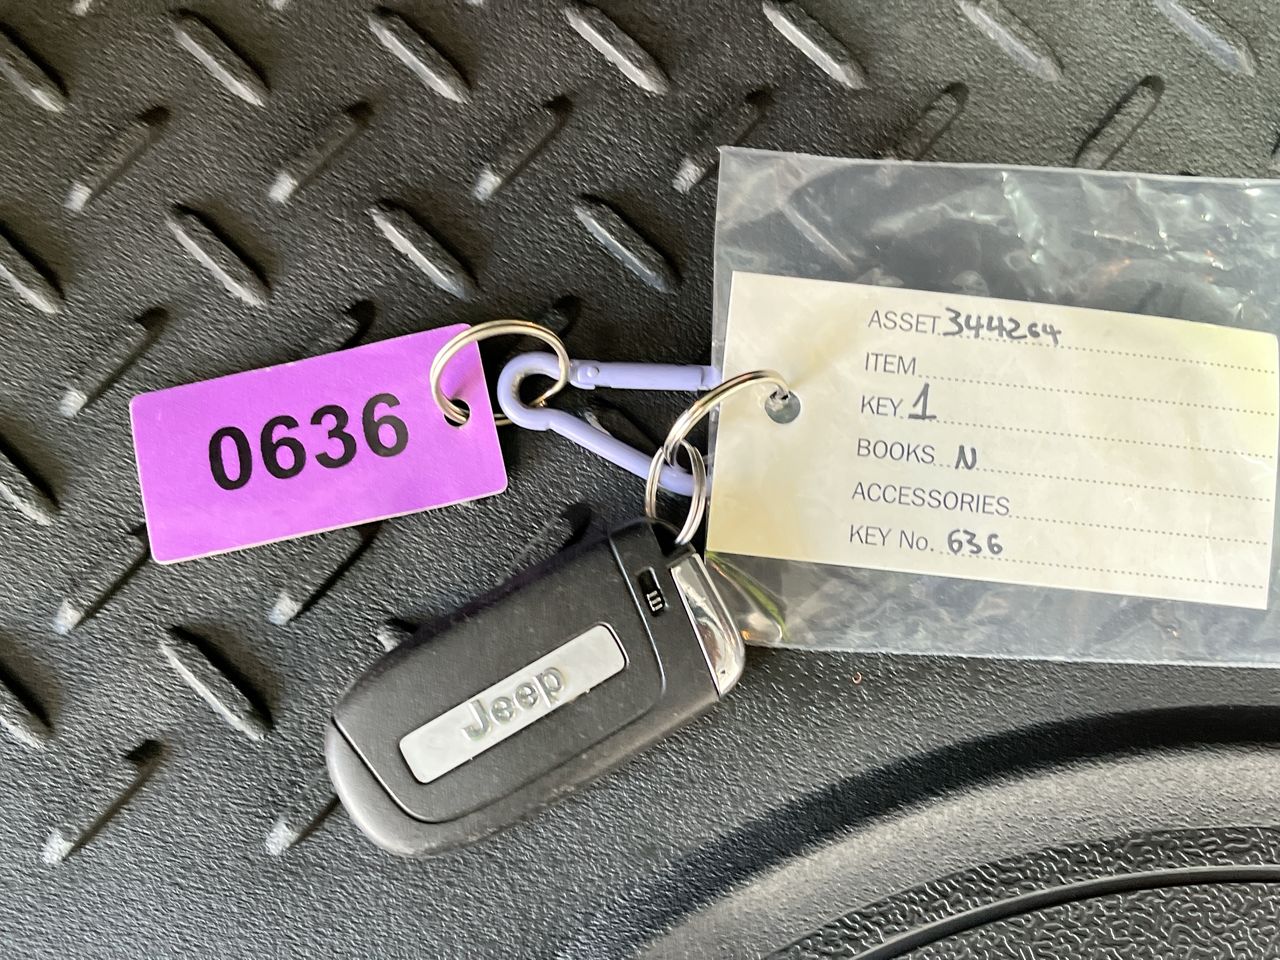 0636
ASSET 344264
ITEM
KEY 1
BOOKS N
ACCESSORIES
KEY No. 636
Jeep